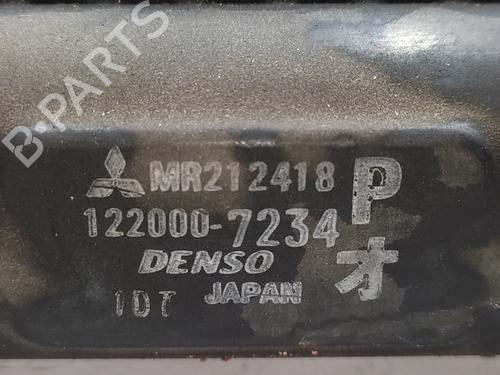 B-PARTS
MR212418
122000-7234
P
オ
DENSO
10T JAPAN